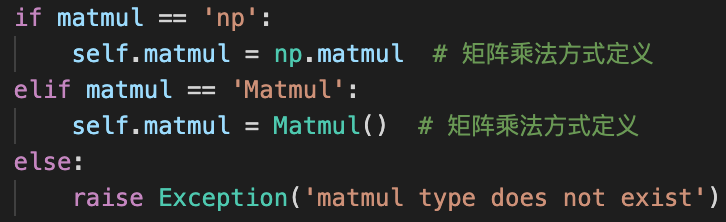 if matmul == 'np':
    self.matmul = np.matmul  # 矩阵乘法方式定义
elif matmul == 'Matmul':
    self.matmul = Matmul()  # 矩阵乘法方式定义
else:
    raise Exception('matmul type does not exist')